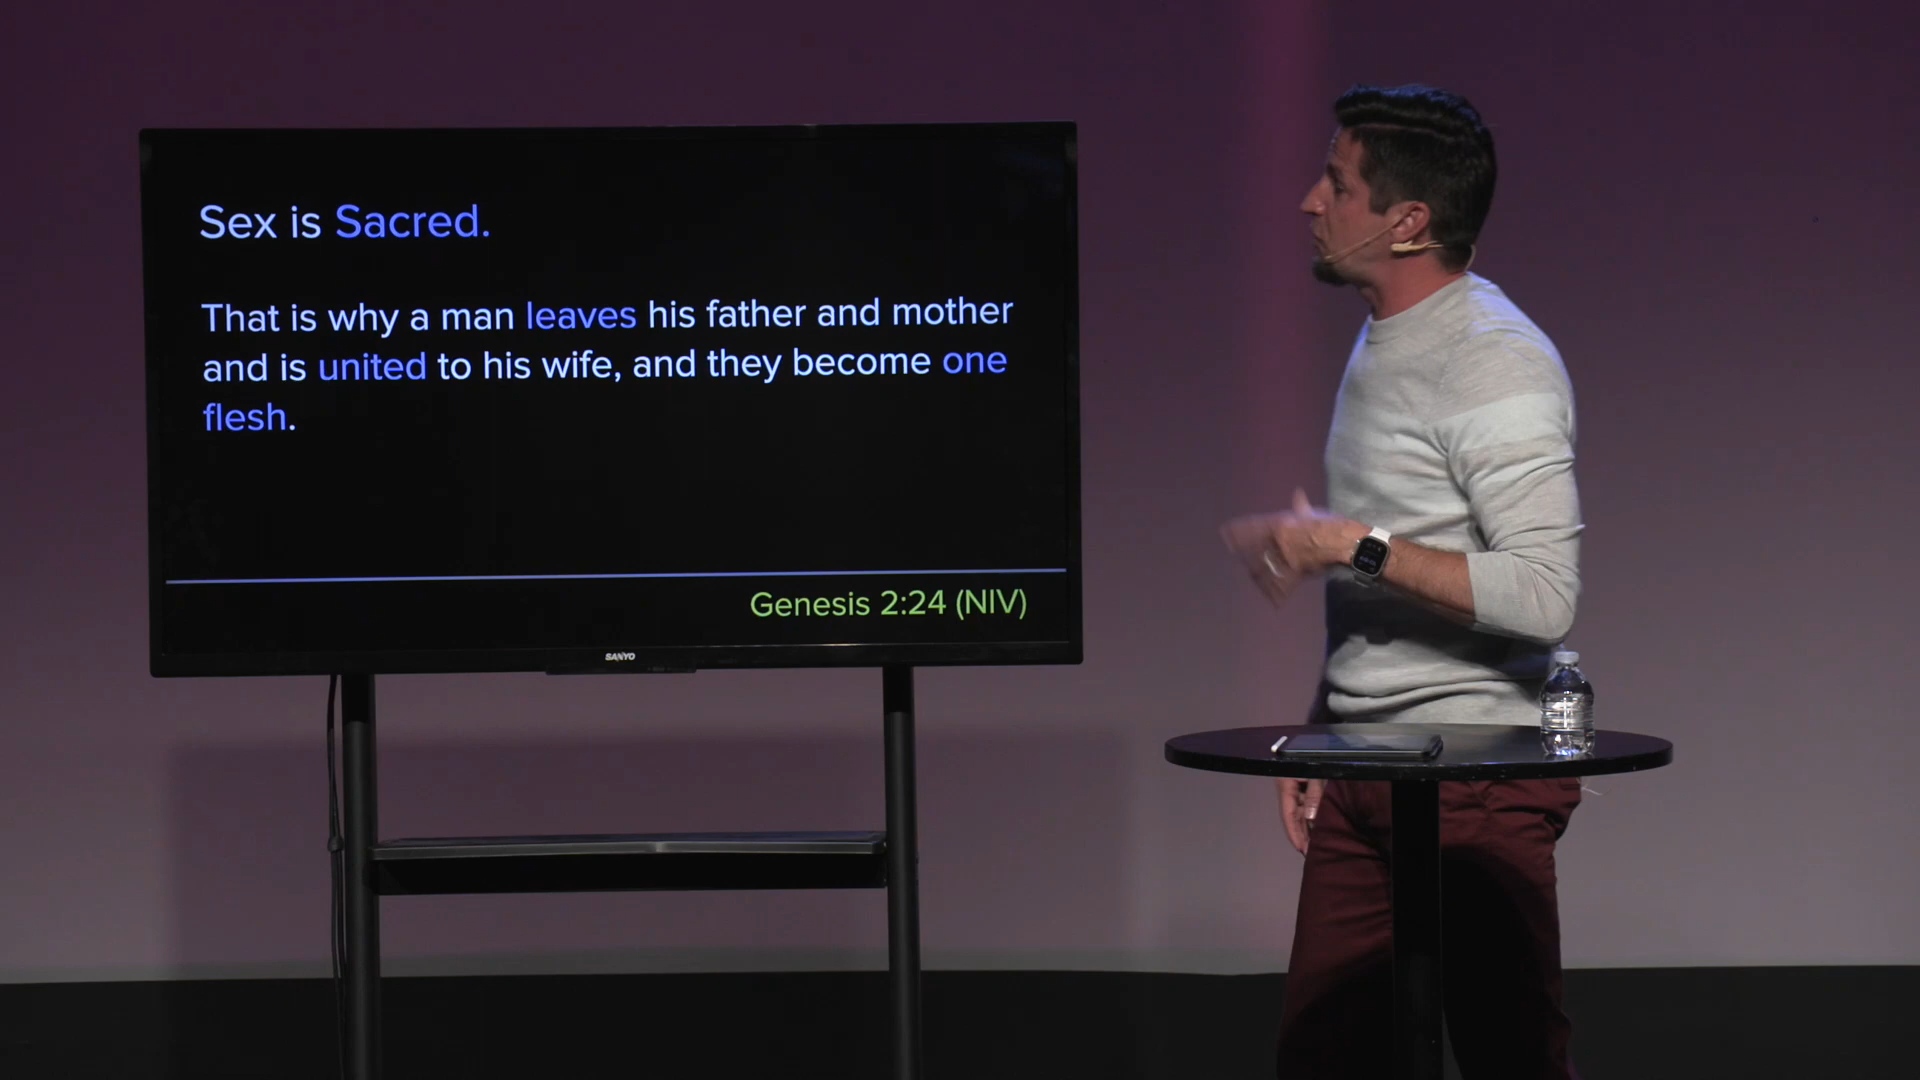 Sex is Sacred.
That is why a man leaves his father and mother
and is united to his wife, and they become one
flesh.
Genesis 2:24 (NIV)
SANYO